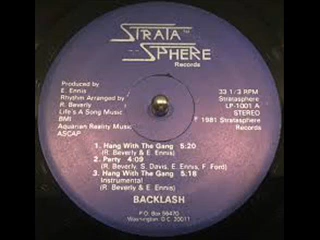 STRATA™
SPHERE
Records
Produced by
E. Ennis
Rhythm Arranged by
R. Beverly
Life's A Song Music
BMI
Aquarian Reality Music
ASCAP
33 1/3 RPM
Stratasphere
LP-1001 A
STEREO
℗ 1981 Stratasphere
Records
1. Hang With The Gang 5:20
(R. Beverly & E. Ennis)
2. Party 4:09
(R. Beverly, S. Davis, E. Ennis, F. Ford)
3. Hang With The Gang 5:18
Instrumental
(R. Beverly & E. Ennis)
BACKLASH
P.O. Box 56470
Washington D.C. 20011